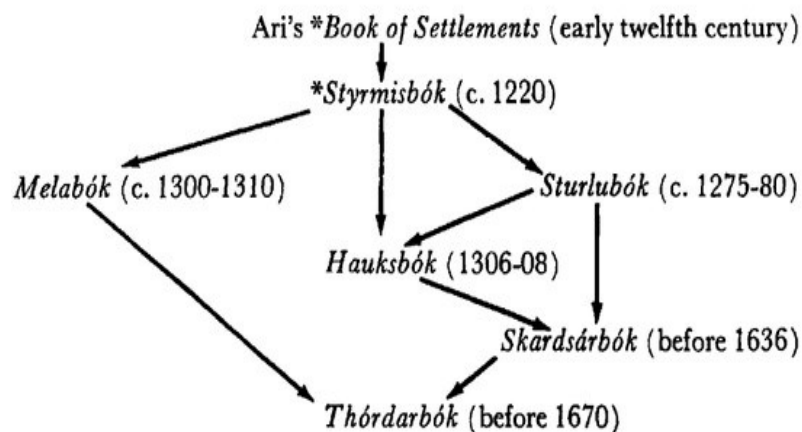 Ari's *Book of Settlements (early twelfth century)
*Styrmisbók (c. 1220)
Melabók (c. 1300-1310)
Sturlubók (c. 1275-80)
Hauksbók (1306-08)
Skardsárbók (before 1636)
Thórdarbók (before 1670)